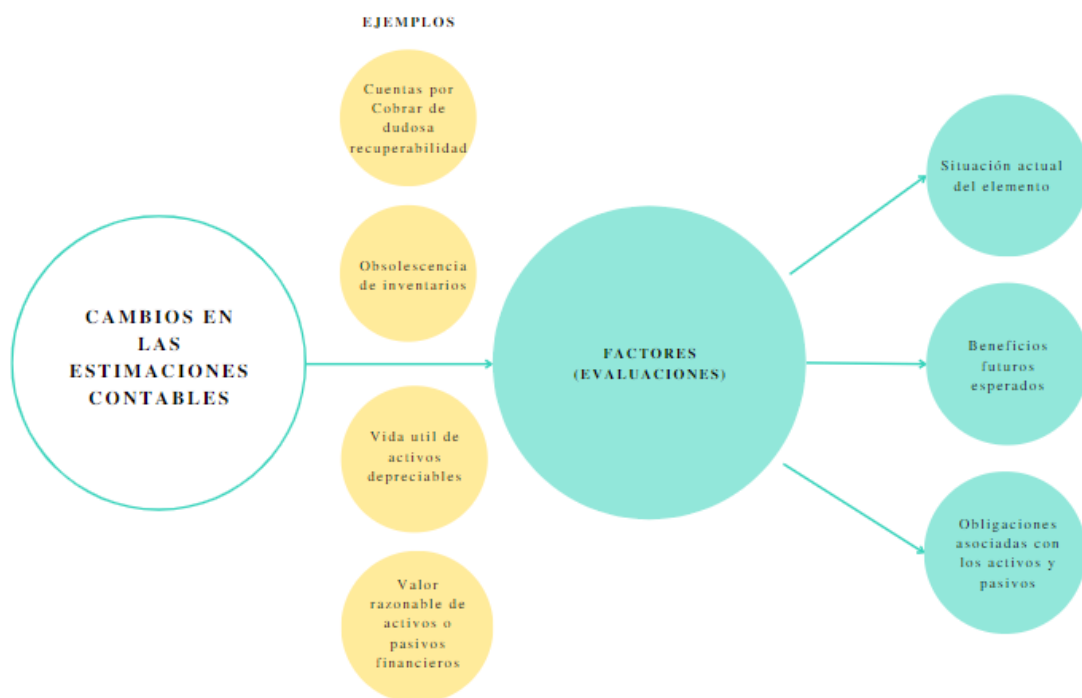 EJEMPLOS
Cuentas por
Cobrar de
dudosa
recuperabilidad
Obsolescencia
de inventarios
Vida util de
activos
depreciables
Valor
razonable de
activos o
pasivos
financieros
CAMBIOS EN
LAS
ESTIMACIONES
CONTABLES
FACTORES
(EVALUACIONES)
Situación actual
del elemento
Beneficios
futuros
esperados
Obligaciones
asociadas con
los activos y
pasivos